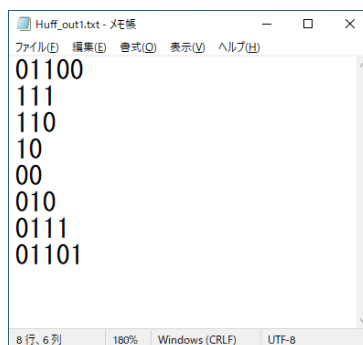 Huff_out1.txt - メモ帳
ファイル(F) 編集(E) 書式(O) 表示(V) ヘルプ(H)
01100
111
110
10
00
010
0111
01101
8 行、6 列 180% Windows (CRLF) UTF-8